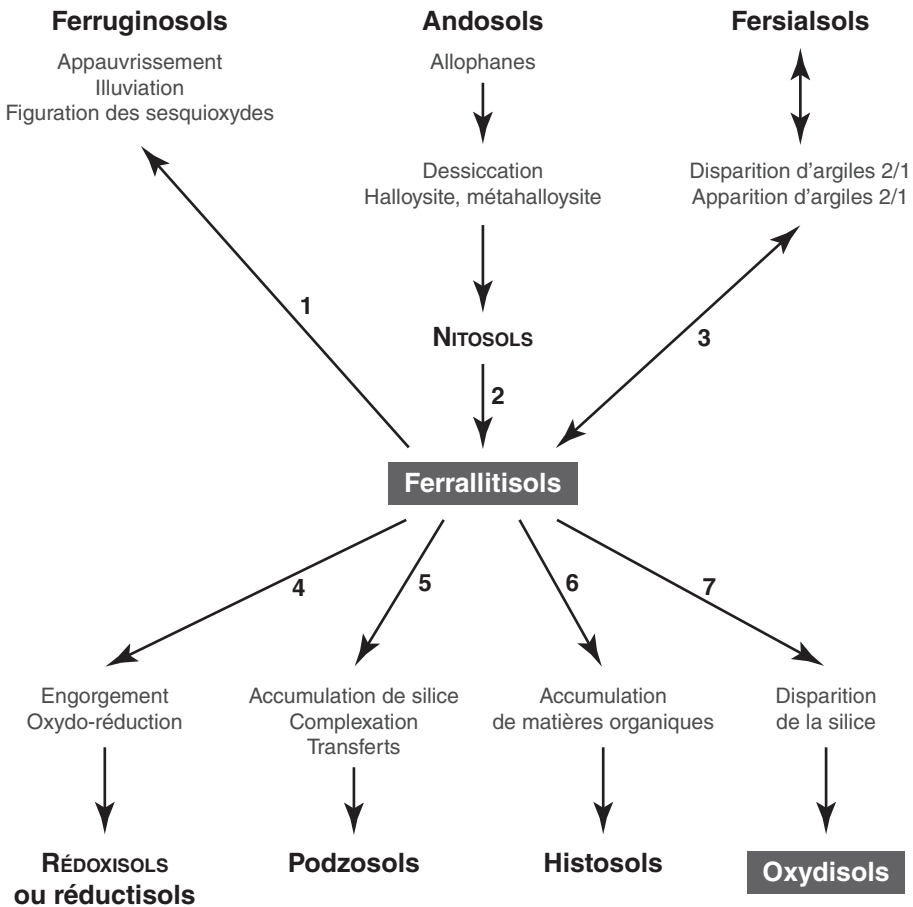 Ferruginosols
Appauvrissement
Illuviation
Figuration des sesquioxydes
Andosols
Allophanes
Dessiccation
Halloysite, métahalloysite
NITOSOLS
Fersialsols
Disparition d'argiles 2/1
Apparition d'argiles 2/1
1
2
3
Ferrallitisols
4
5
6
7
Engorgement
Oxydo-réduction
RÉDOXISOLS
ou réductisols
Accumulation de silice
Complexation
Transferts
Podzosols
Accumulation
de matières organiques
Histosols
Disparition
de la silice
Oxydisols